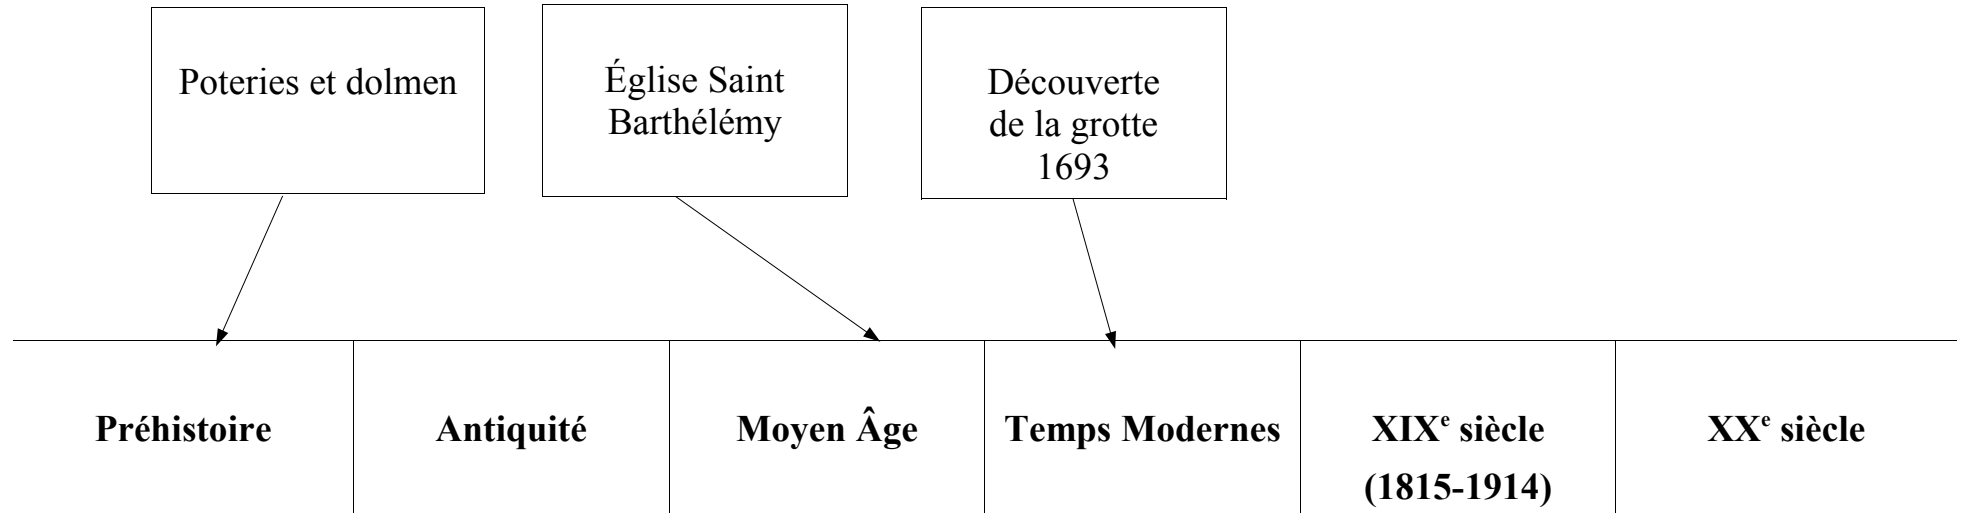 Poteries et dolmen
Église Saint
Barthélémy
Découverte
de la grotte
1693
Préhistoire
Antiquité
Moyen Âge
Temps Modernes
XIXe siècle
(1815-1914)
XXe siècle